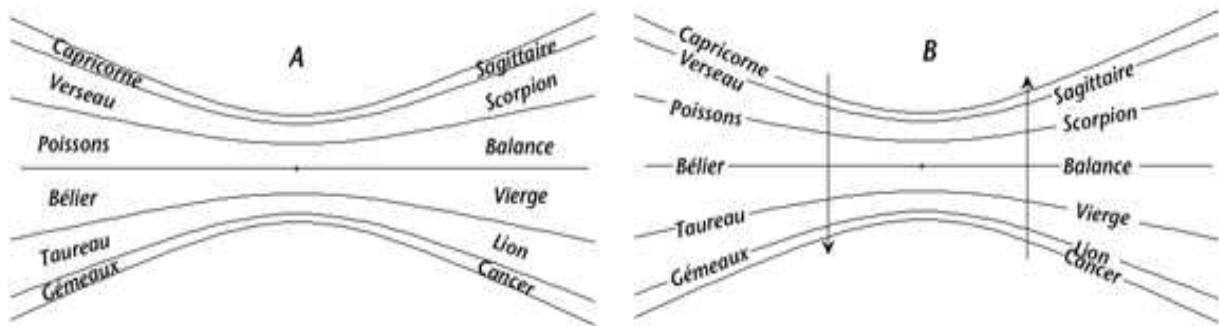 A
Capricorne
Verseau
Poissons
Bélier
Taureau
Gémeaux
Sagittaire
Scorpion
Balance
Vierge
Lion
Cancer
B
Capricorne
Verseau
Poissons
Bélier
Taureau
Gémeaux
Sagittaire
Scorpion
Balance
Vierge
Lion
Cancer